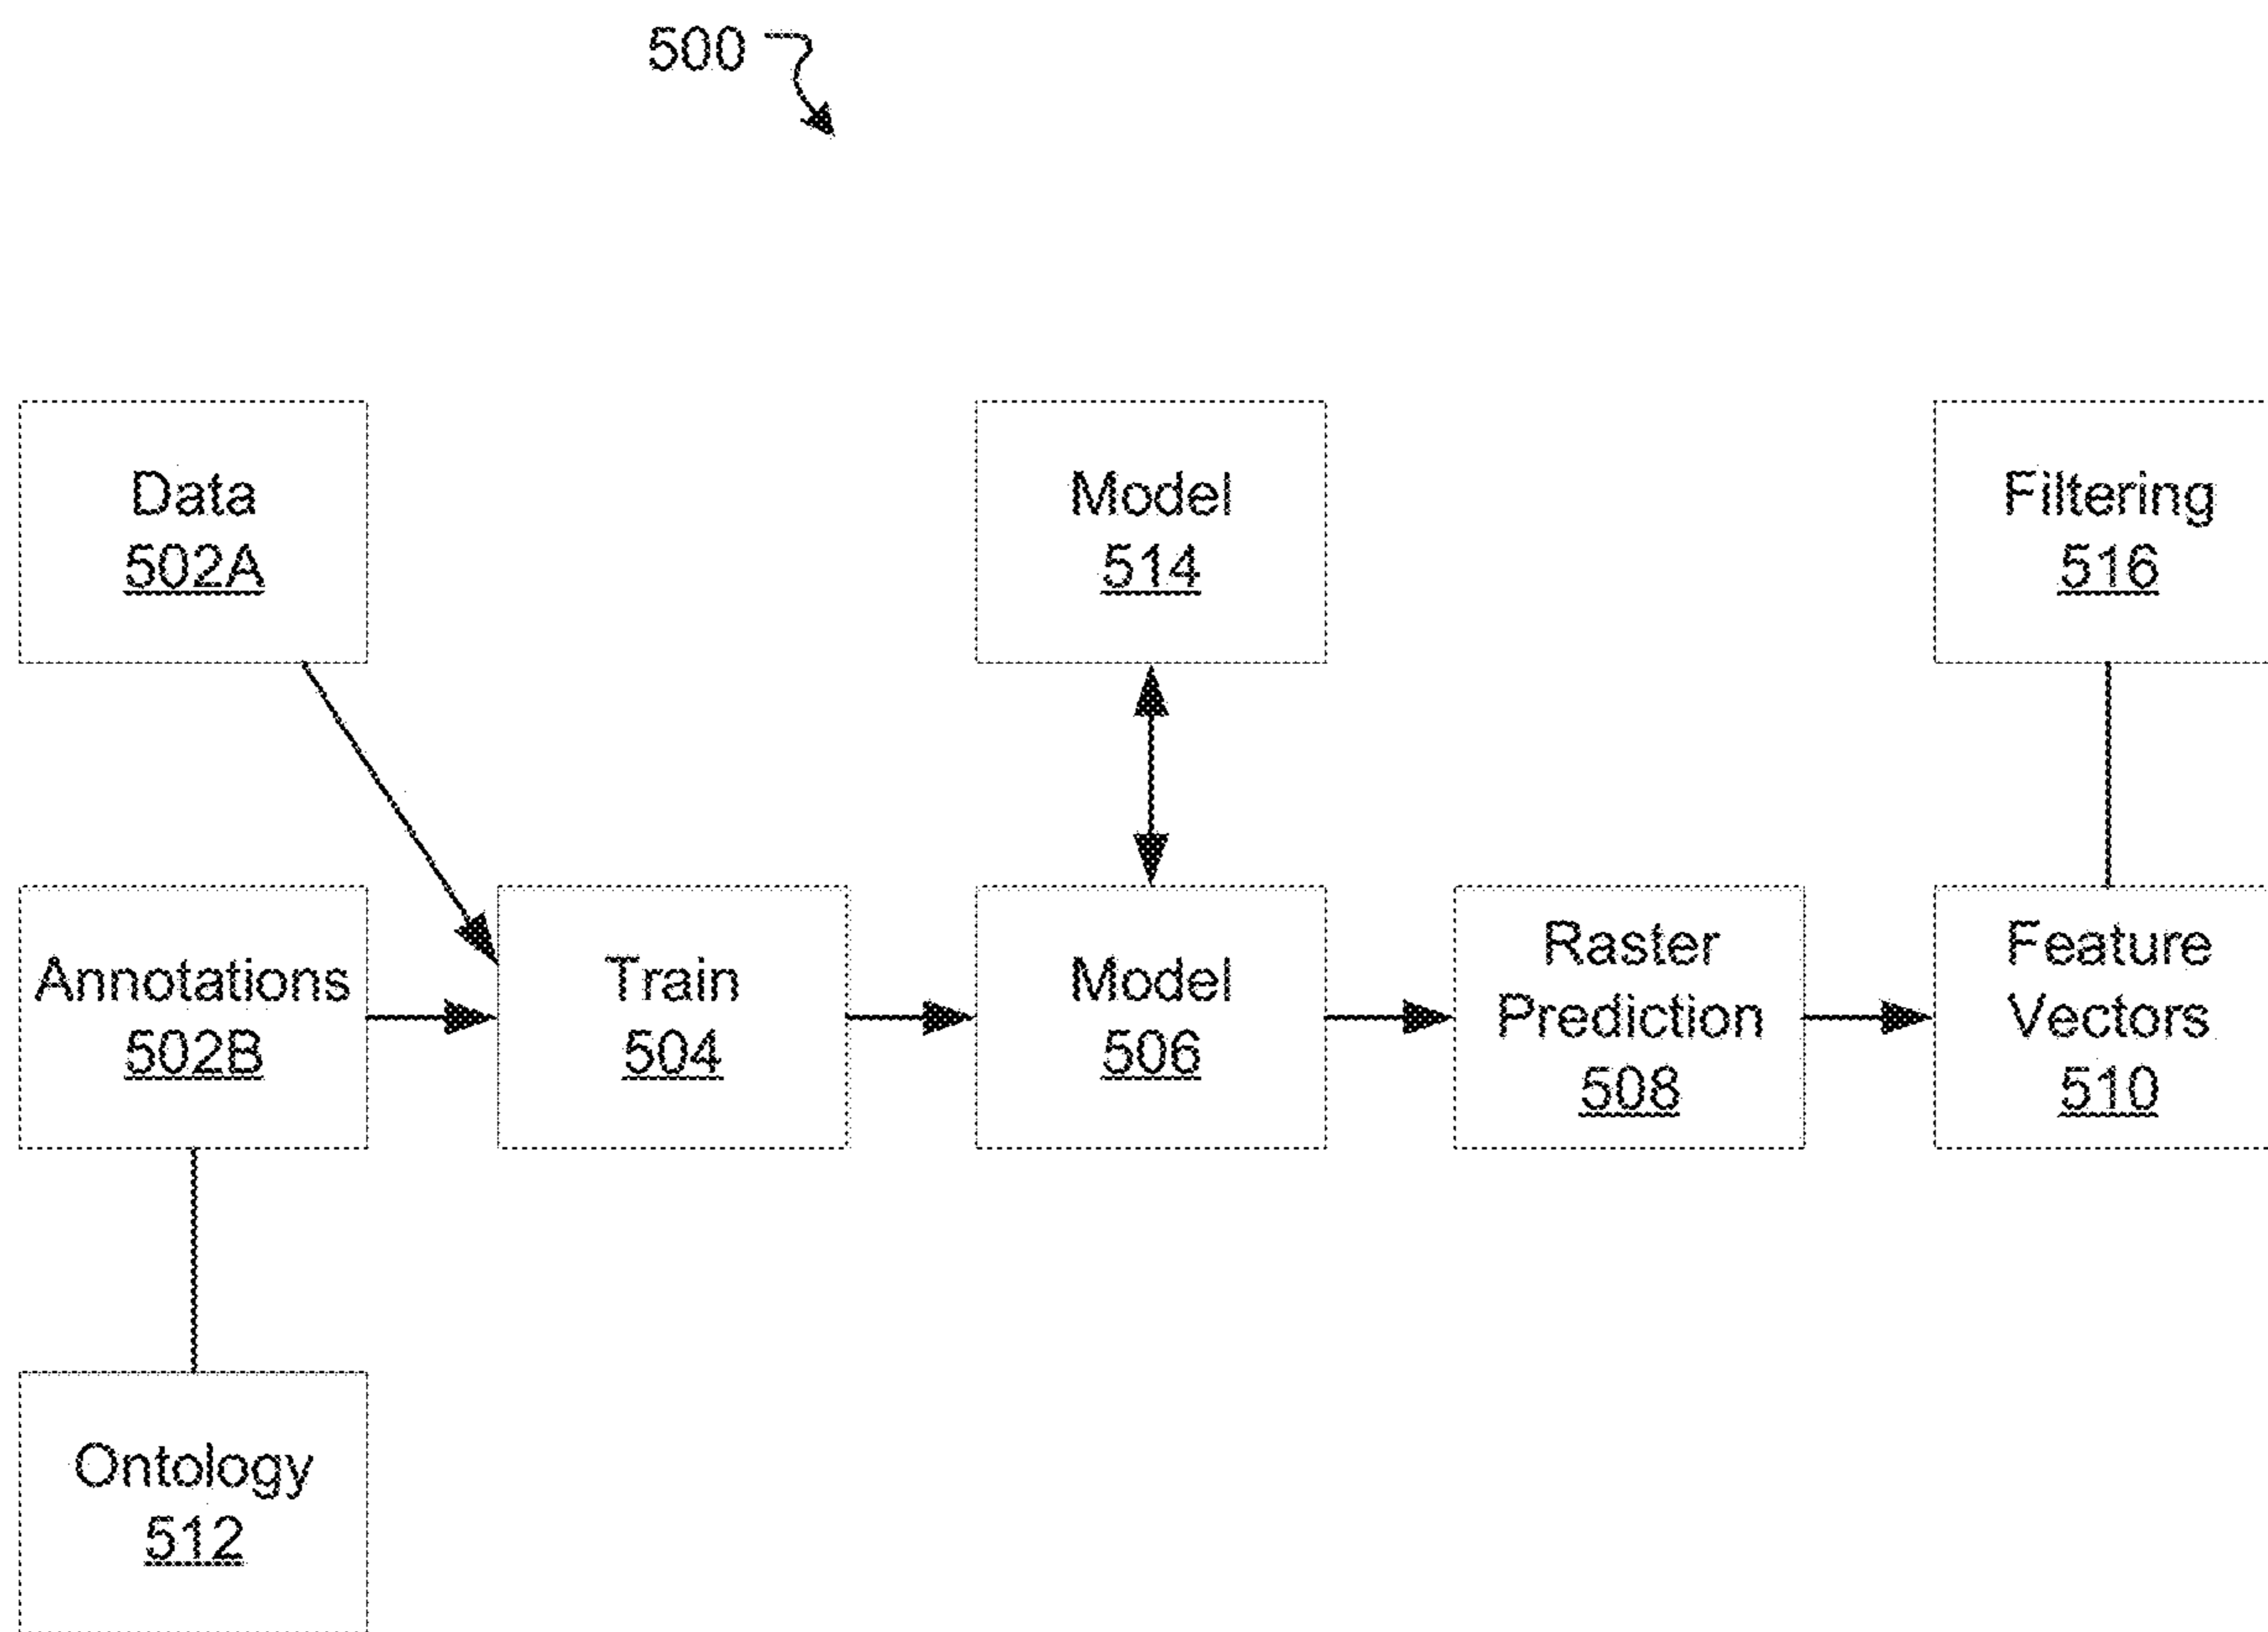 500
Data
502A
Model
514
Filtering
516
Annotations
502B
Train
504
Model
506
Raster
Prediction
508
Feature
Vectors
510
Ontology
512